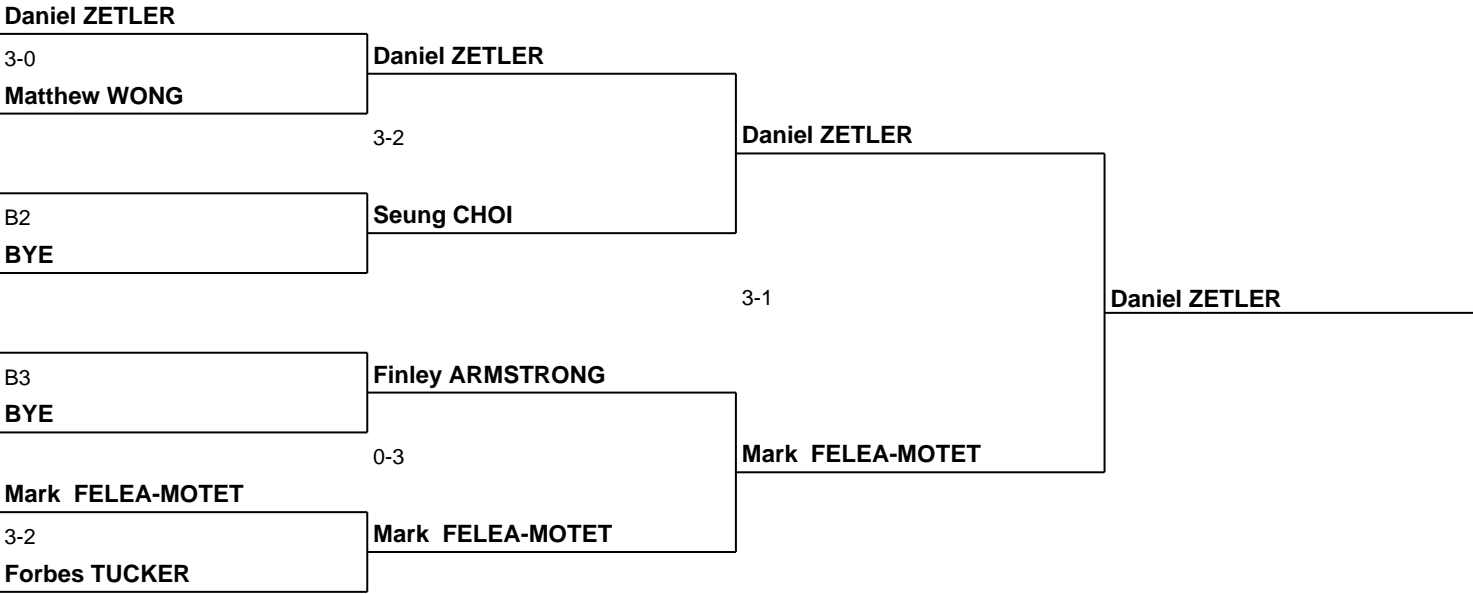 Daniel ZETLER
3-0
Matthew WONG
B2
BYE
B3
BYE
Mark  FELEA-MOTET
3-2
Forbes TUCKER
Daniel ZETLER
3-2
Seung CHOI
Finley ARMSTRONG
0-3
Mark  FELEA-MOTET
Daniel ZETLER
3-1
Mark  FELEA-MOTET
Daniel ZETLER